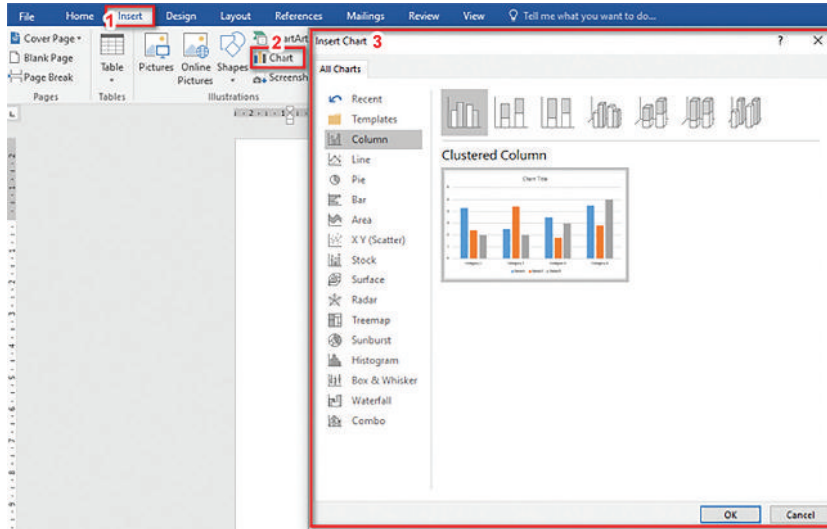 File Home Insert Design Layout References Mailings Review View Tell me what you want to do...
1
Cover Page
Blank Page
Page Break
Pages
Table
Tables
Pictures Online Pictures Shapes
2
Chart
Illustrations
Insert Chart 3
? X
All Charts
Recent
Templates
Column
Line
Pie
Bar
Area
X Y (Scatter)
Stock
Surface
Radar
Treemap
Sunburst
Histogram
Box & Whisker
Waterfall
Combo
Clustered Column
Chart Title
OK Cancel